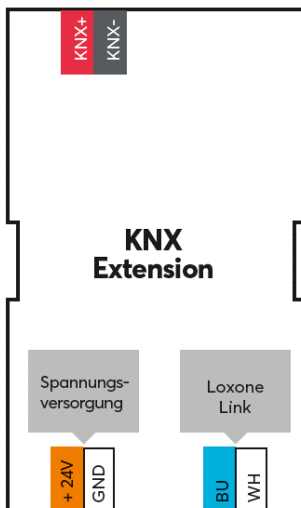 KNX+
KNX-
KNX
Extension
Spannungs-
versorgung
Loxone
Link
+ 24V
GND
BU
WH